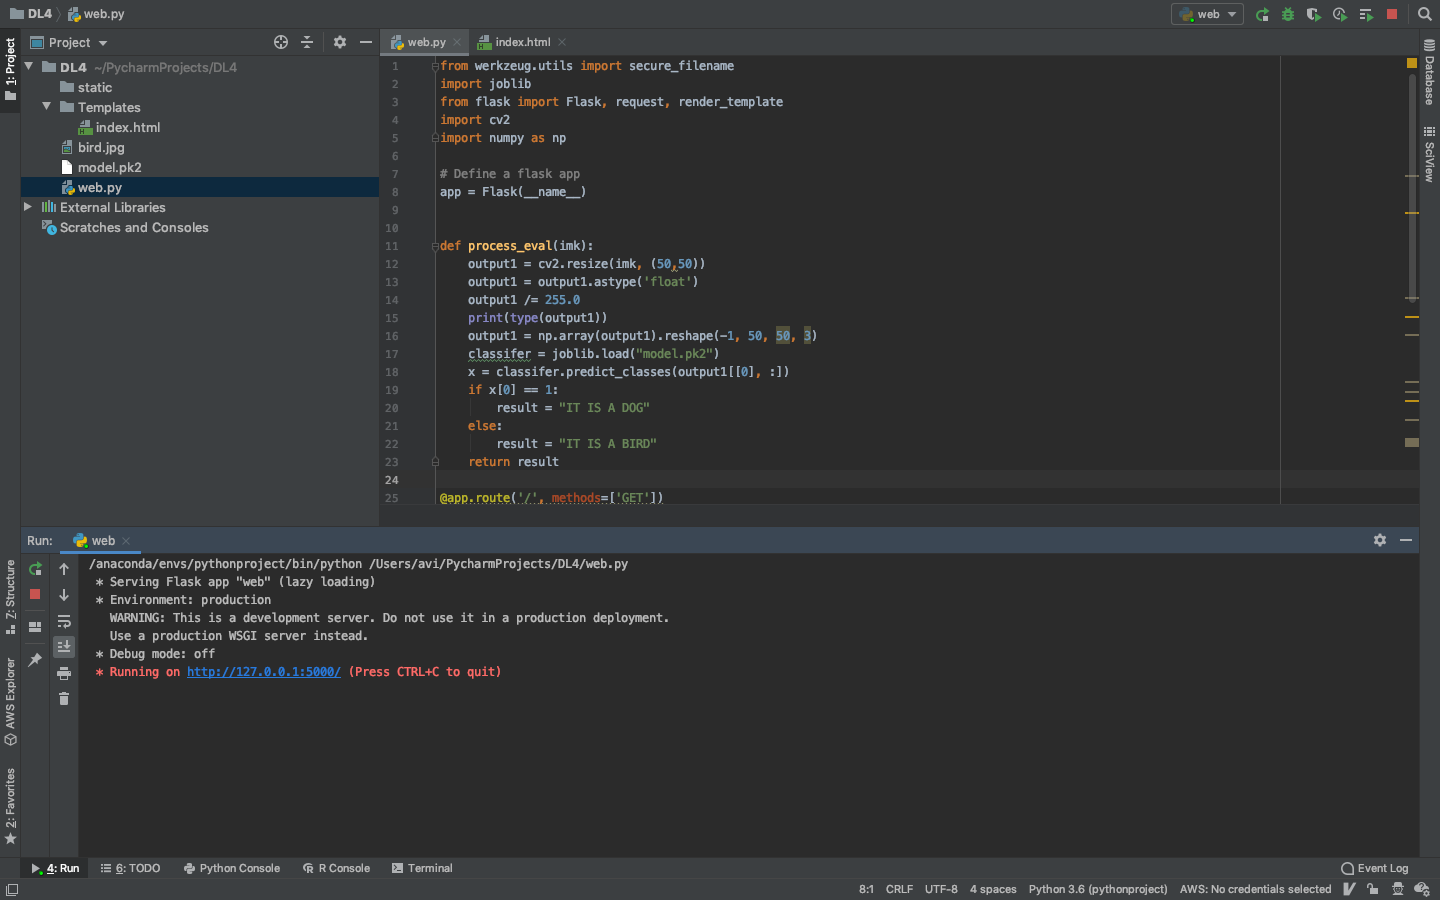 DL4
web.py
web
1: Project
Project
DL4 ~/PycharmProjects/DL4
static
Templates
index.html
bird.jpg
model.pk2
web.py
External Libraries
Scratches and Consoles
web.py
index.html
1 from werkzeug.utils import secure_filename
2 import joblib
3 from flask import Flask, request, render_template
4 import cv2
5 import numpy as np
6
7 # Define a flask app
8 app = Flask(__name__)
9
10
11 def process_eval(imk):
12 output1 = cv2.resize(imk, (50,50))
13 output1 = output1.astype('float')
14 output1 /= 255.0
15 print(type(output1))
16 output1 = np.array(output1).reshape(-1, 50, 50, 3)
17 classifer = joblib.load("model.pk2")
18 x = classifer.predict_classes(output1[[0], :])
19 if x[0] == 1:
20 result = "IT IS A DOG"
21 else:
22 result = "IT IS A BIRD"
23 return result
24
25 @app.route('/', methods=['GET'])
Database
SciView
Run:
web
/anaconda/envs/pythonproject/bin/python /Users/avi/PycharmProjects/DL4/web.py
* Serving Flask app "web" (lazy loading)
* Environment: production
WARNING: This is a development server. Do not use it in a production deployment.
Use a production WSGI server instead.
* Debug mode: off
* Running on http://127.0.0.1:5000/ (Press CTRL+C to quit)
Z: Structure
AWS Explorer
2: Favorites
4: Run
6: TODO
Python Console
R Console
Terminal
Event Log
8:1
CRLF
UTF-8
4 spaces
Python 3.6 (pythonproject)
AWS: No credentials selected